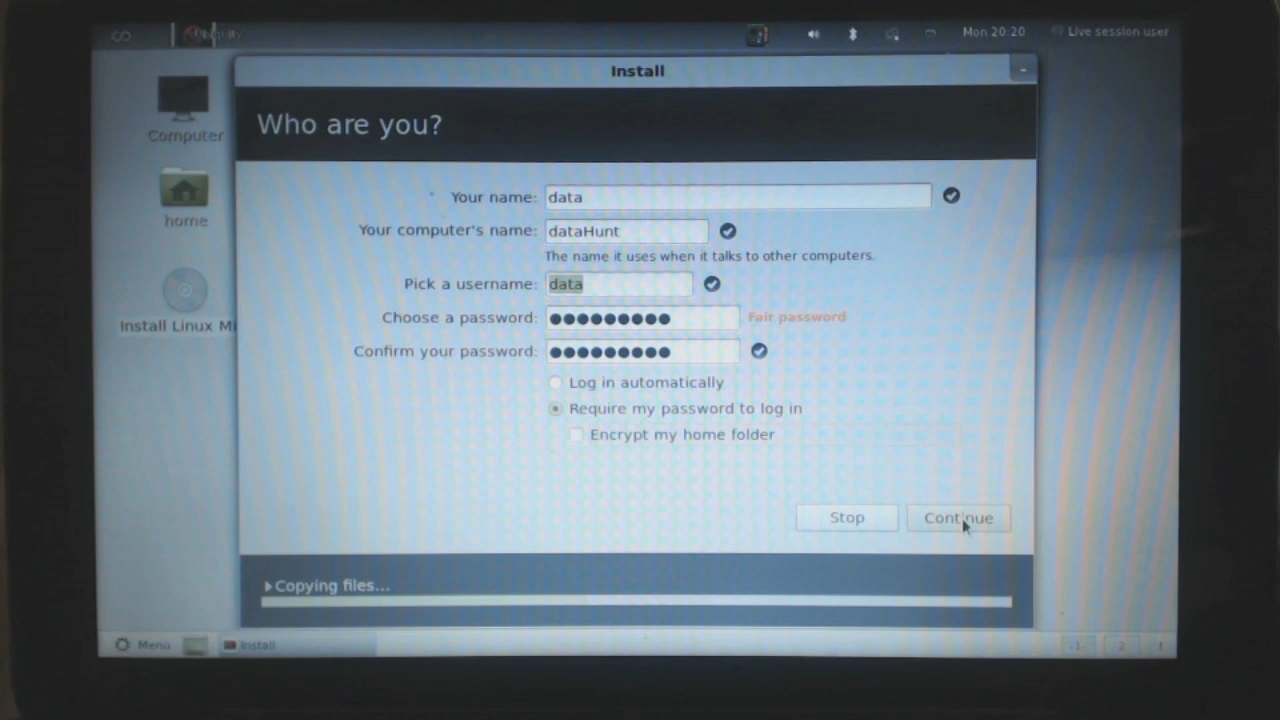 Mon 20:20 Live session user
Install
Who are you?
Computer
home
Install Linux Mi
Your name: data
Your computer's name: dataHunt
The name it uses when it talks to other computers.
Pick a username: data
Choose a password: ●●●●●●●●● Fair password
Confirm your password: ●●●●●●●●●
Log in automatically
Require my password to log in
Encrypt my home folder
Stop Continue
Copying files...
Menu Install -1- 2